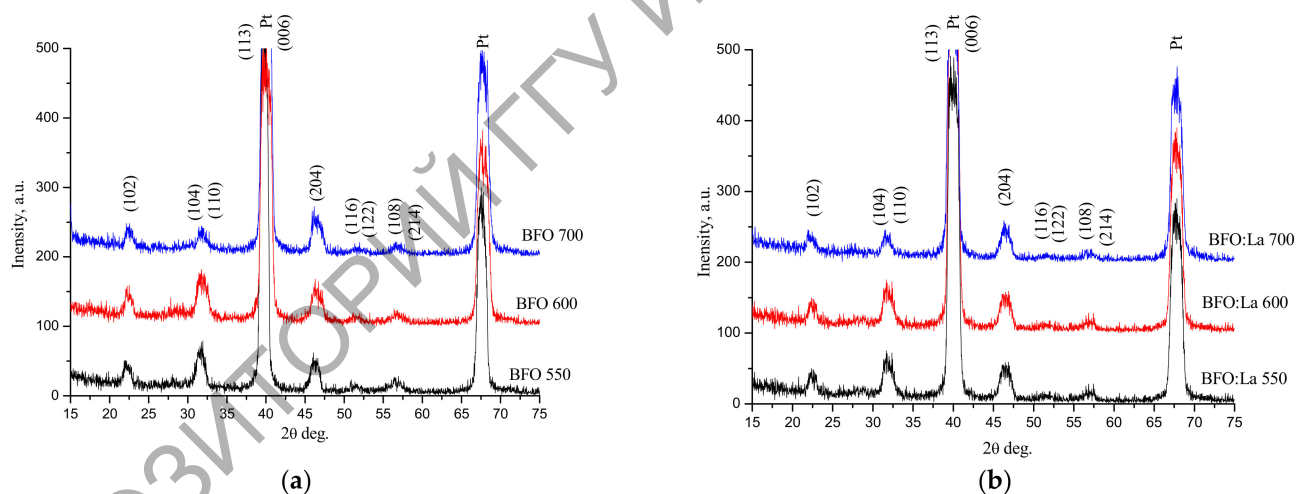 ОЗИТОРИЙ ГГУ И
(113)
Pt
(006)
500
400
300
200
100
0
Inensity, a.u.
(102)
(104)
(110)
(204)
(116)
(122)
(108)
(214)
Pt
BFO 700
BFO 600
BFO 550
15 20 25 30 35 40 45 50 55 60 65 70 75
2θ deg.
(a)
(113)
Pt
(006)
500
400
300
200
100
0
Inensity, a.u.
(102)
(104)
(110)
(204)
(116)
(122)
(108)
(214)
Pt
BFO:La 700
BFO:La 600
BFO:La 550
15 20 25 30 35 40 45 50 55 60 65 70 75
2θ deg.
(b)